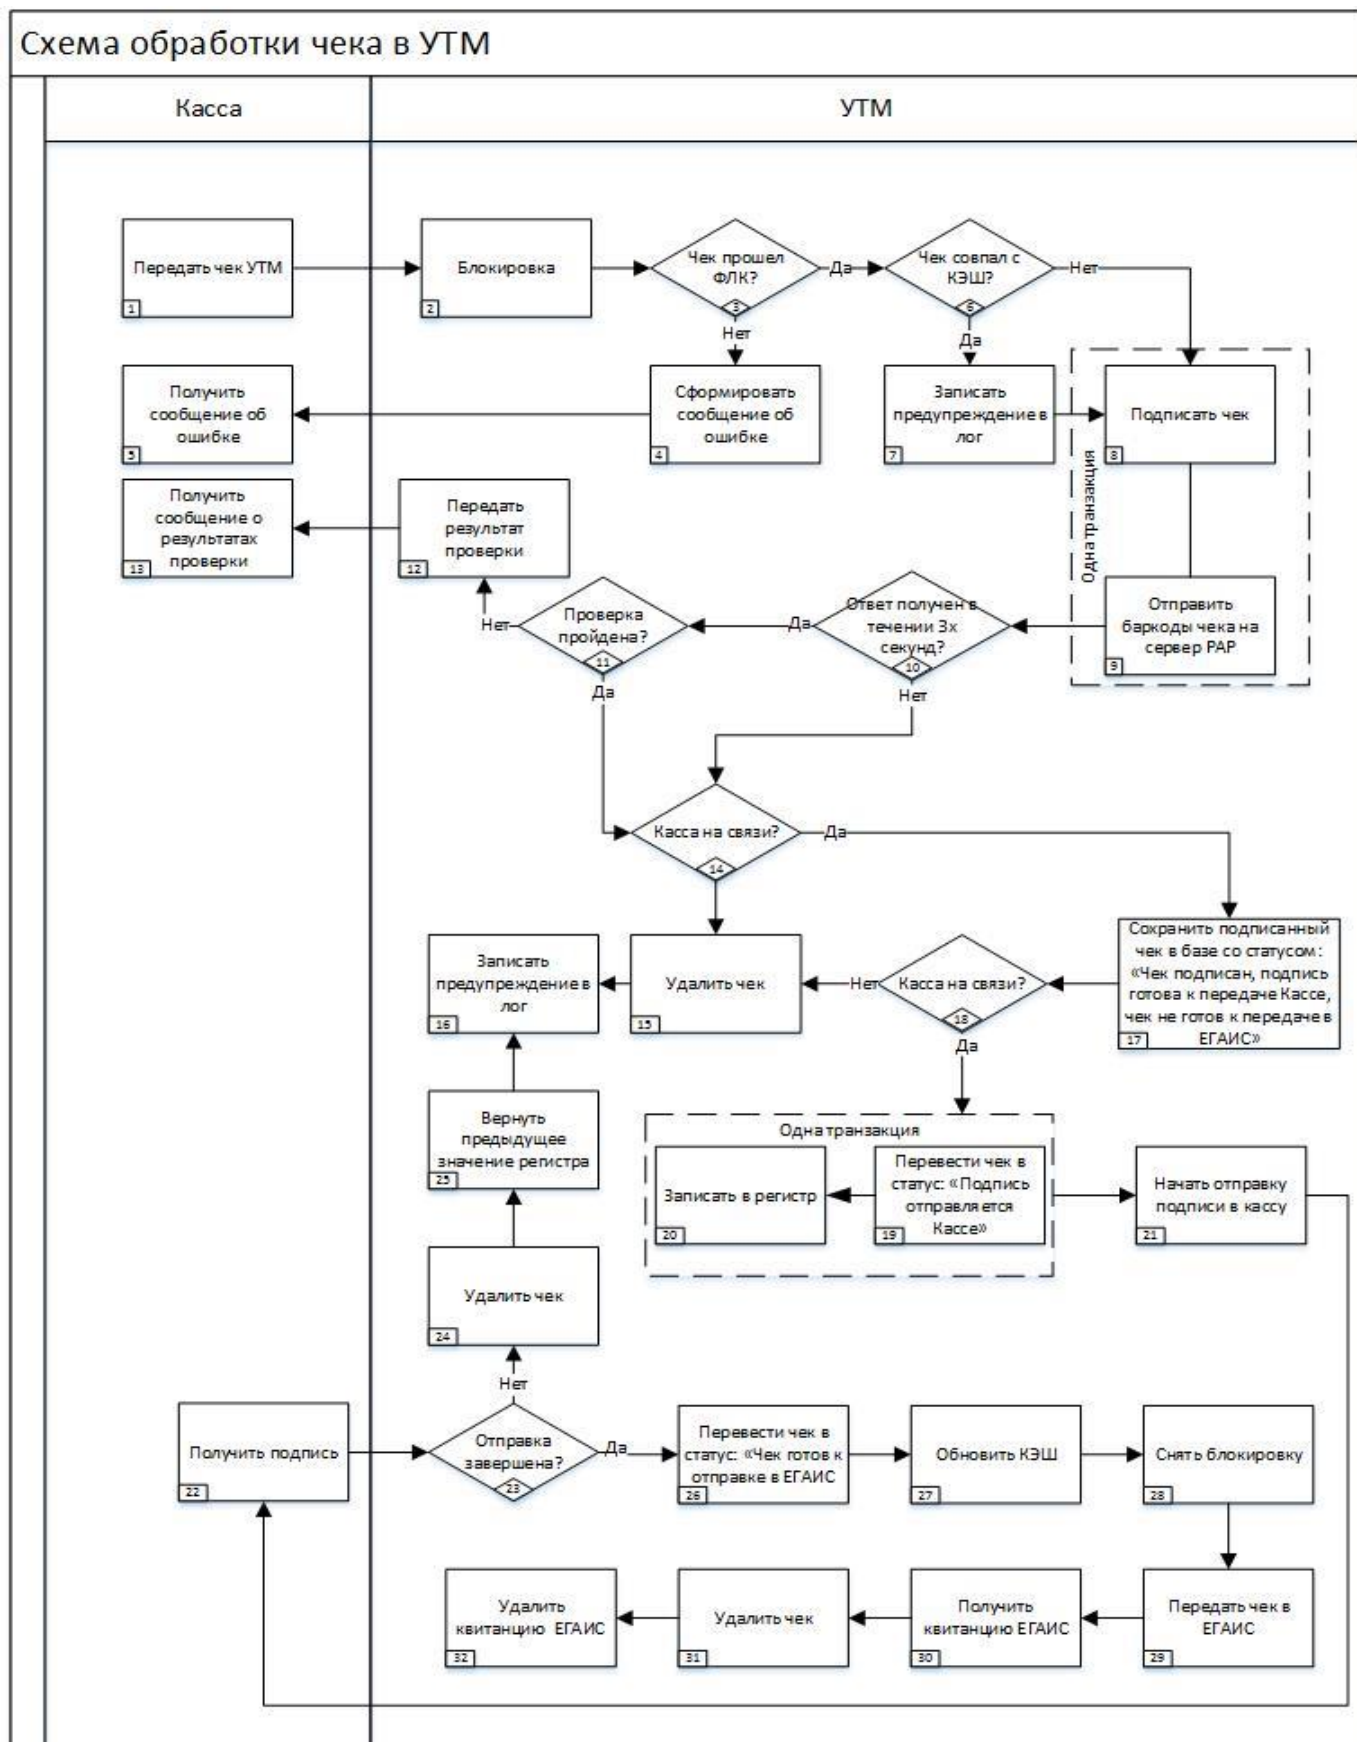 Схема обработки чека в УТМ
Касса
УТМ
Передать чек УТМ
1
Блокировка
2
Чек прошел
ФЛК?
3
Да
Чек совпал с
КЭШ?
6
Нет
Нет
Да
Получить
сообщение об
ошибке
5
Сформировать
сообщение об
ошибке
4
Записать
предупреждение в
лог
7
Подписать чек
8
Одна транзакция
Получить
сообщение о
результатах
проверки
13
Передать
результат
проверки
12
Нет
Проверка
пройдена?
11
Да
Ответ получен в
течении 3х
секунд?
10
Отправить
баркоды чека на
сервер РАР
9
Да
Нет
Касса на связи?
14
Да
Записать
предупреждение в
лог
16
Удалить чек
15
Нет
Касса на связи?
18
Сохранить подписанный
чек в базе со статусом:
«Чек подписан, подпись
готова к передаче Кассе,
чек не готов к передаче в
ЕГАИС»
17
Да
Вернуть
предыдущее
значение регистра
25
Одна транзакция
Записать в регистр
20
Перевести чек в
статус: «Подпись
отправляется
Кассе»
19
Начать отправку
подписи в кассу
21
Удалить чек
24
Нет
Получить подпись
22
Отправка
завершена?
23
Да
Перевести чек в
статус: «Чек готов к
отправке в ЕГАИС
26
Обновить КЭШ
27
Снять блокировку
28
Удалить
квитанцию ЕГАИС
32
Удалить чек
31
Получить
квитанцию ЕГАИС
30
Передать чек в
ЕГАИС
29